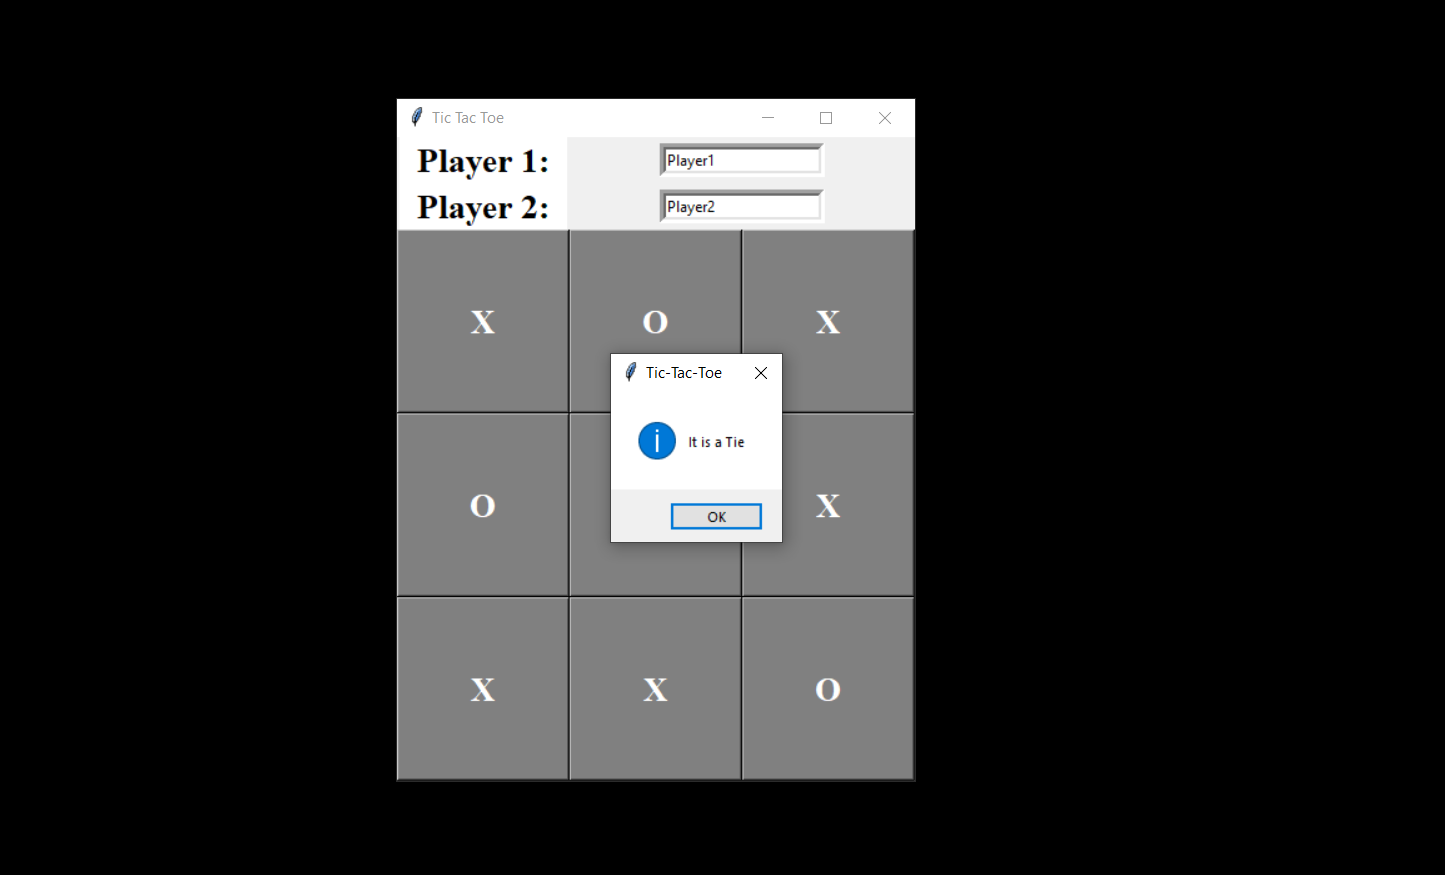 Tic Tac Toe
Player 1: Player1
Player 2: Player2
X O X
Tic-Tac-Toe
It is a Tie
O X
OK
X X O